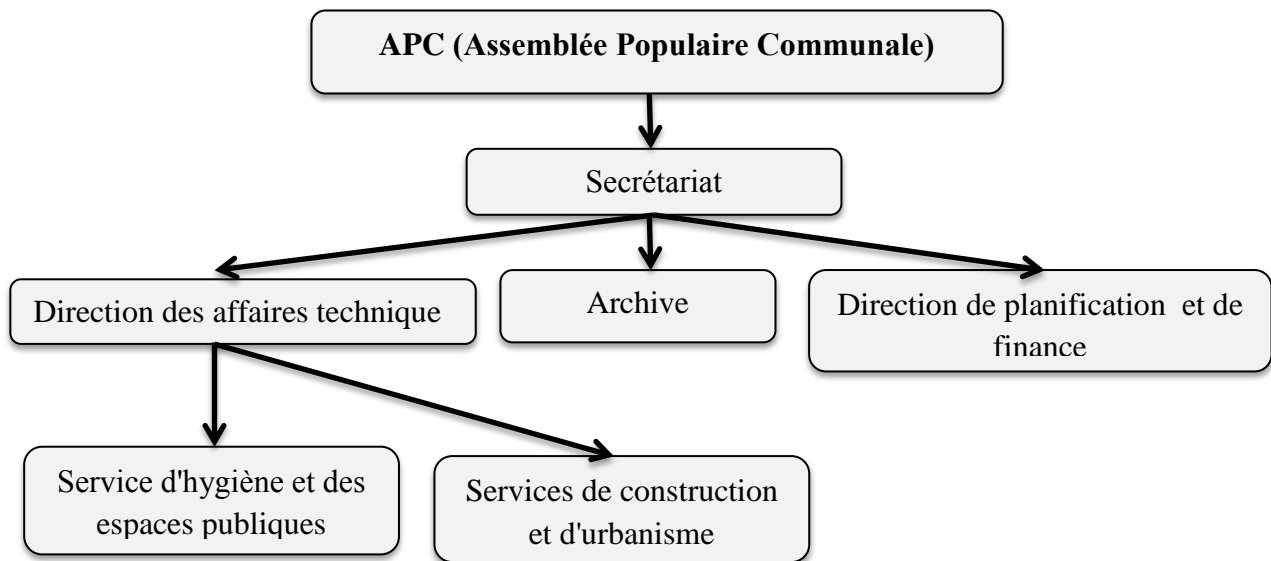 APC (Assemblée Populaire Communale)
Secrétariat
Direction des affaires technique
Archive
Direction de planification et de
finance
Service d'hygiène et des
espaces publiques
Services de construction
et d'urbanisme